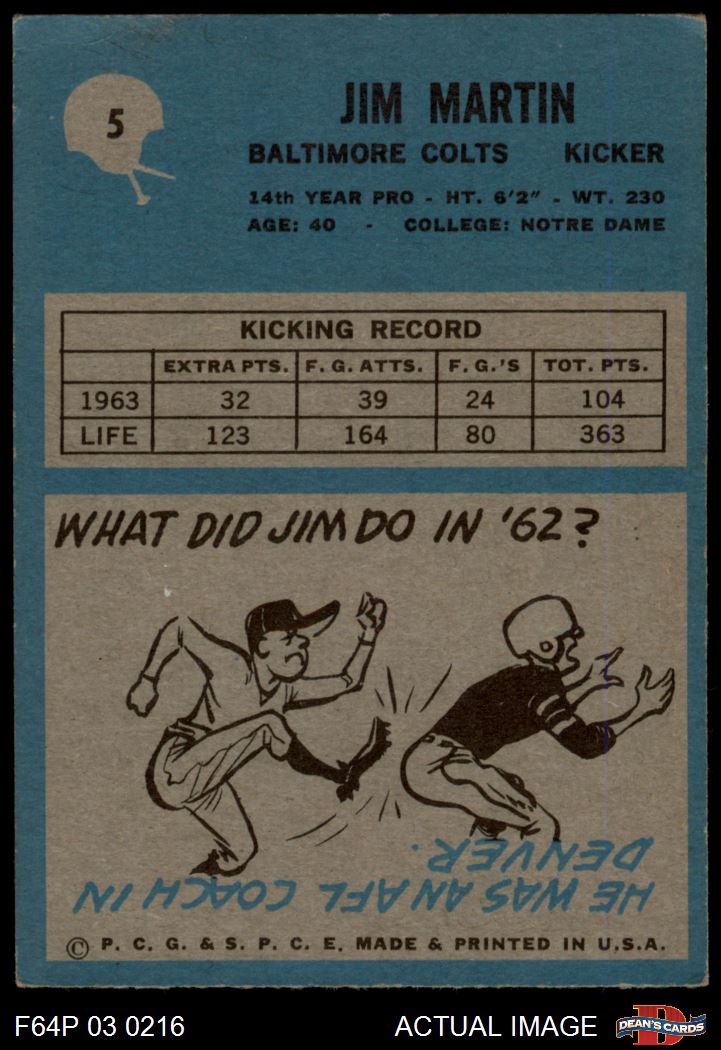 5
JIM MARTIN
BALTIMORE COLTS KICKER
14th YEAR PRO - HT. 6'2" - WT. 230
AGE: 40 - COLLEGE: NOTRE DAME
KICKING RECORD
EXTRA PTS. F. G. ATTS. F. G.'S TOT. PTS.
1963 32 39 24 104
LIFE 123 164 80 363
WHAT DID JIM DO IN '62?
HE WAS AN AFL COACH IN
DENVER.
© P. C. G. & S. P. C. E. MADE & PRINTED IN U.S.A.
F64P 03 0216 ACTUAL IMAGE D DEAN'S CARDS